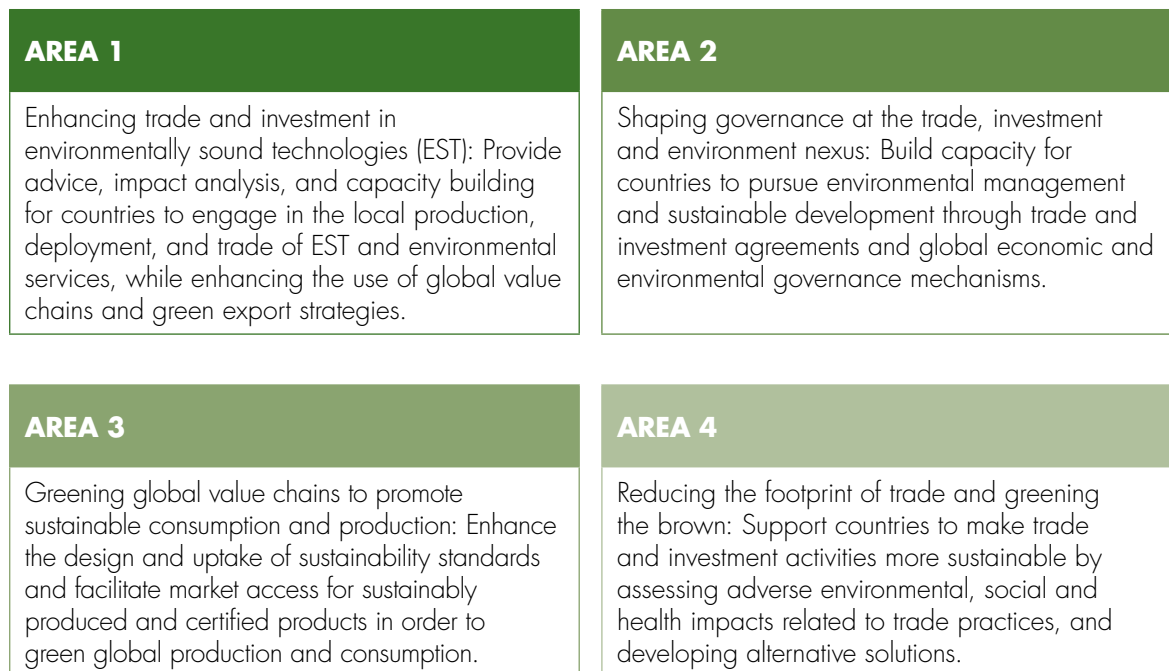 AREA 1
Enhancing trade and investment in
environmentally sound technologies (EST): Provide
advice, impact analysis, and capacity building
for countries to engage in the local production,
deployment, and trade of EST and environmental
services, while enhancing the use of global value
chains and green export strategies.
AREA 2
Shaping governance at the trade, investment
and environment nexus: Build capacity for
countries to pursue environmental management
and sustainable development through trade and
investment agreements and global economic and
environmental governance mechanisms.
AREA 3
Greening global value chains to promote
sustainable consumption and production: Enhance
the design and uptake of sustainability standards
and facilitate market access for sustainably
produced and certified products in order to
green global production and consumption.
AREA 4
Reducing the footprint of trade and greening
the brown: Support countries to make trade
and investment activities more sustainable by
assessing adverse environmental, social and
health impacts related to trade practices, and
developing alternative solutions.